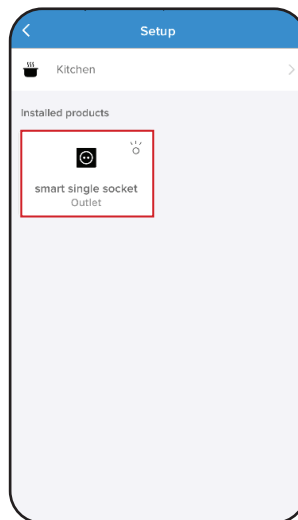 Setup
Kitchen
Installed products
smart single socket
Outlet